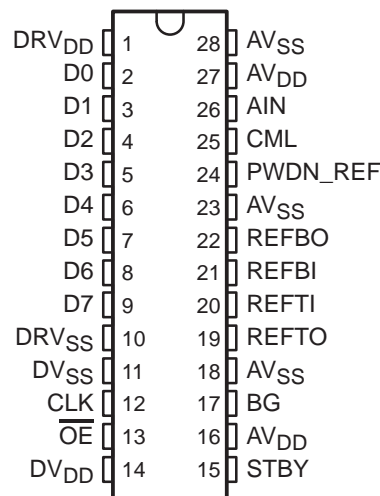 DRVDD 1 28 AVSS
D0 2 27 AVDD
D1 3 26 AIN
D2 4 25 CML
D3 5 24 PWDN_REF
D4 6 23 AVSS
D5 7 22 REFBO
D6 8 21 REFBI
D7 9 20 REFTI
DRVSS 10 19 REFTO
DVSS 11 18 AVSS
CLK 12 17 BG
OE 13 16 AVDD
DVDD 14 15 STBY